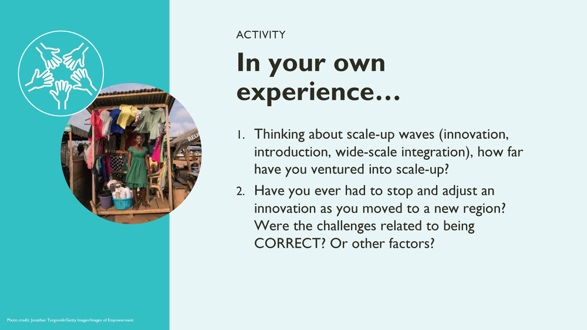 ACTIVITY
In your own
experience…
1. Thinking about scale-up waves (innovation,
introduction, wide-scale integration), how far
have you ventured into scale-up?
2. Have you ever had to stop and adjust an
innovation as you moved to a new region?
Were the challenges related to being
CORRECT? Or other factors?
Photo credit: Jonathan Torgovnik/Getty Images/Images of Empowerment